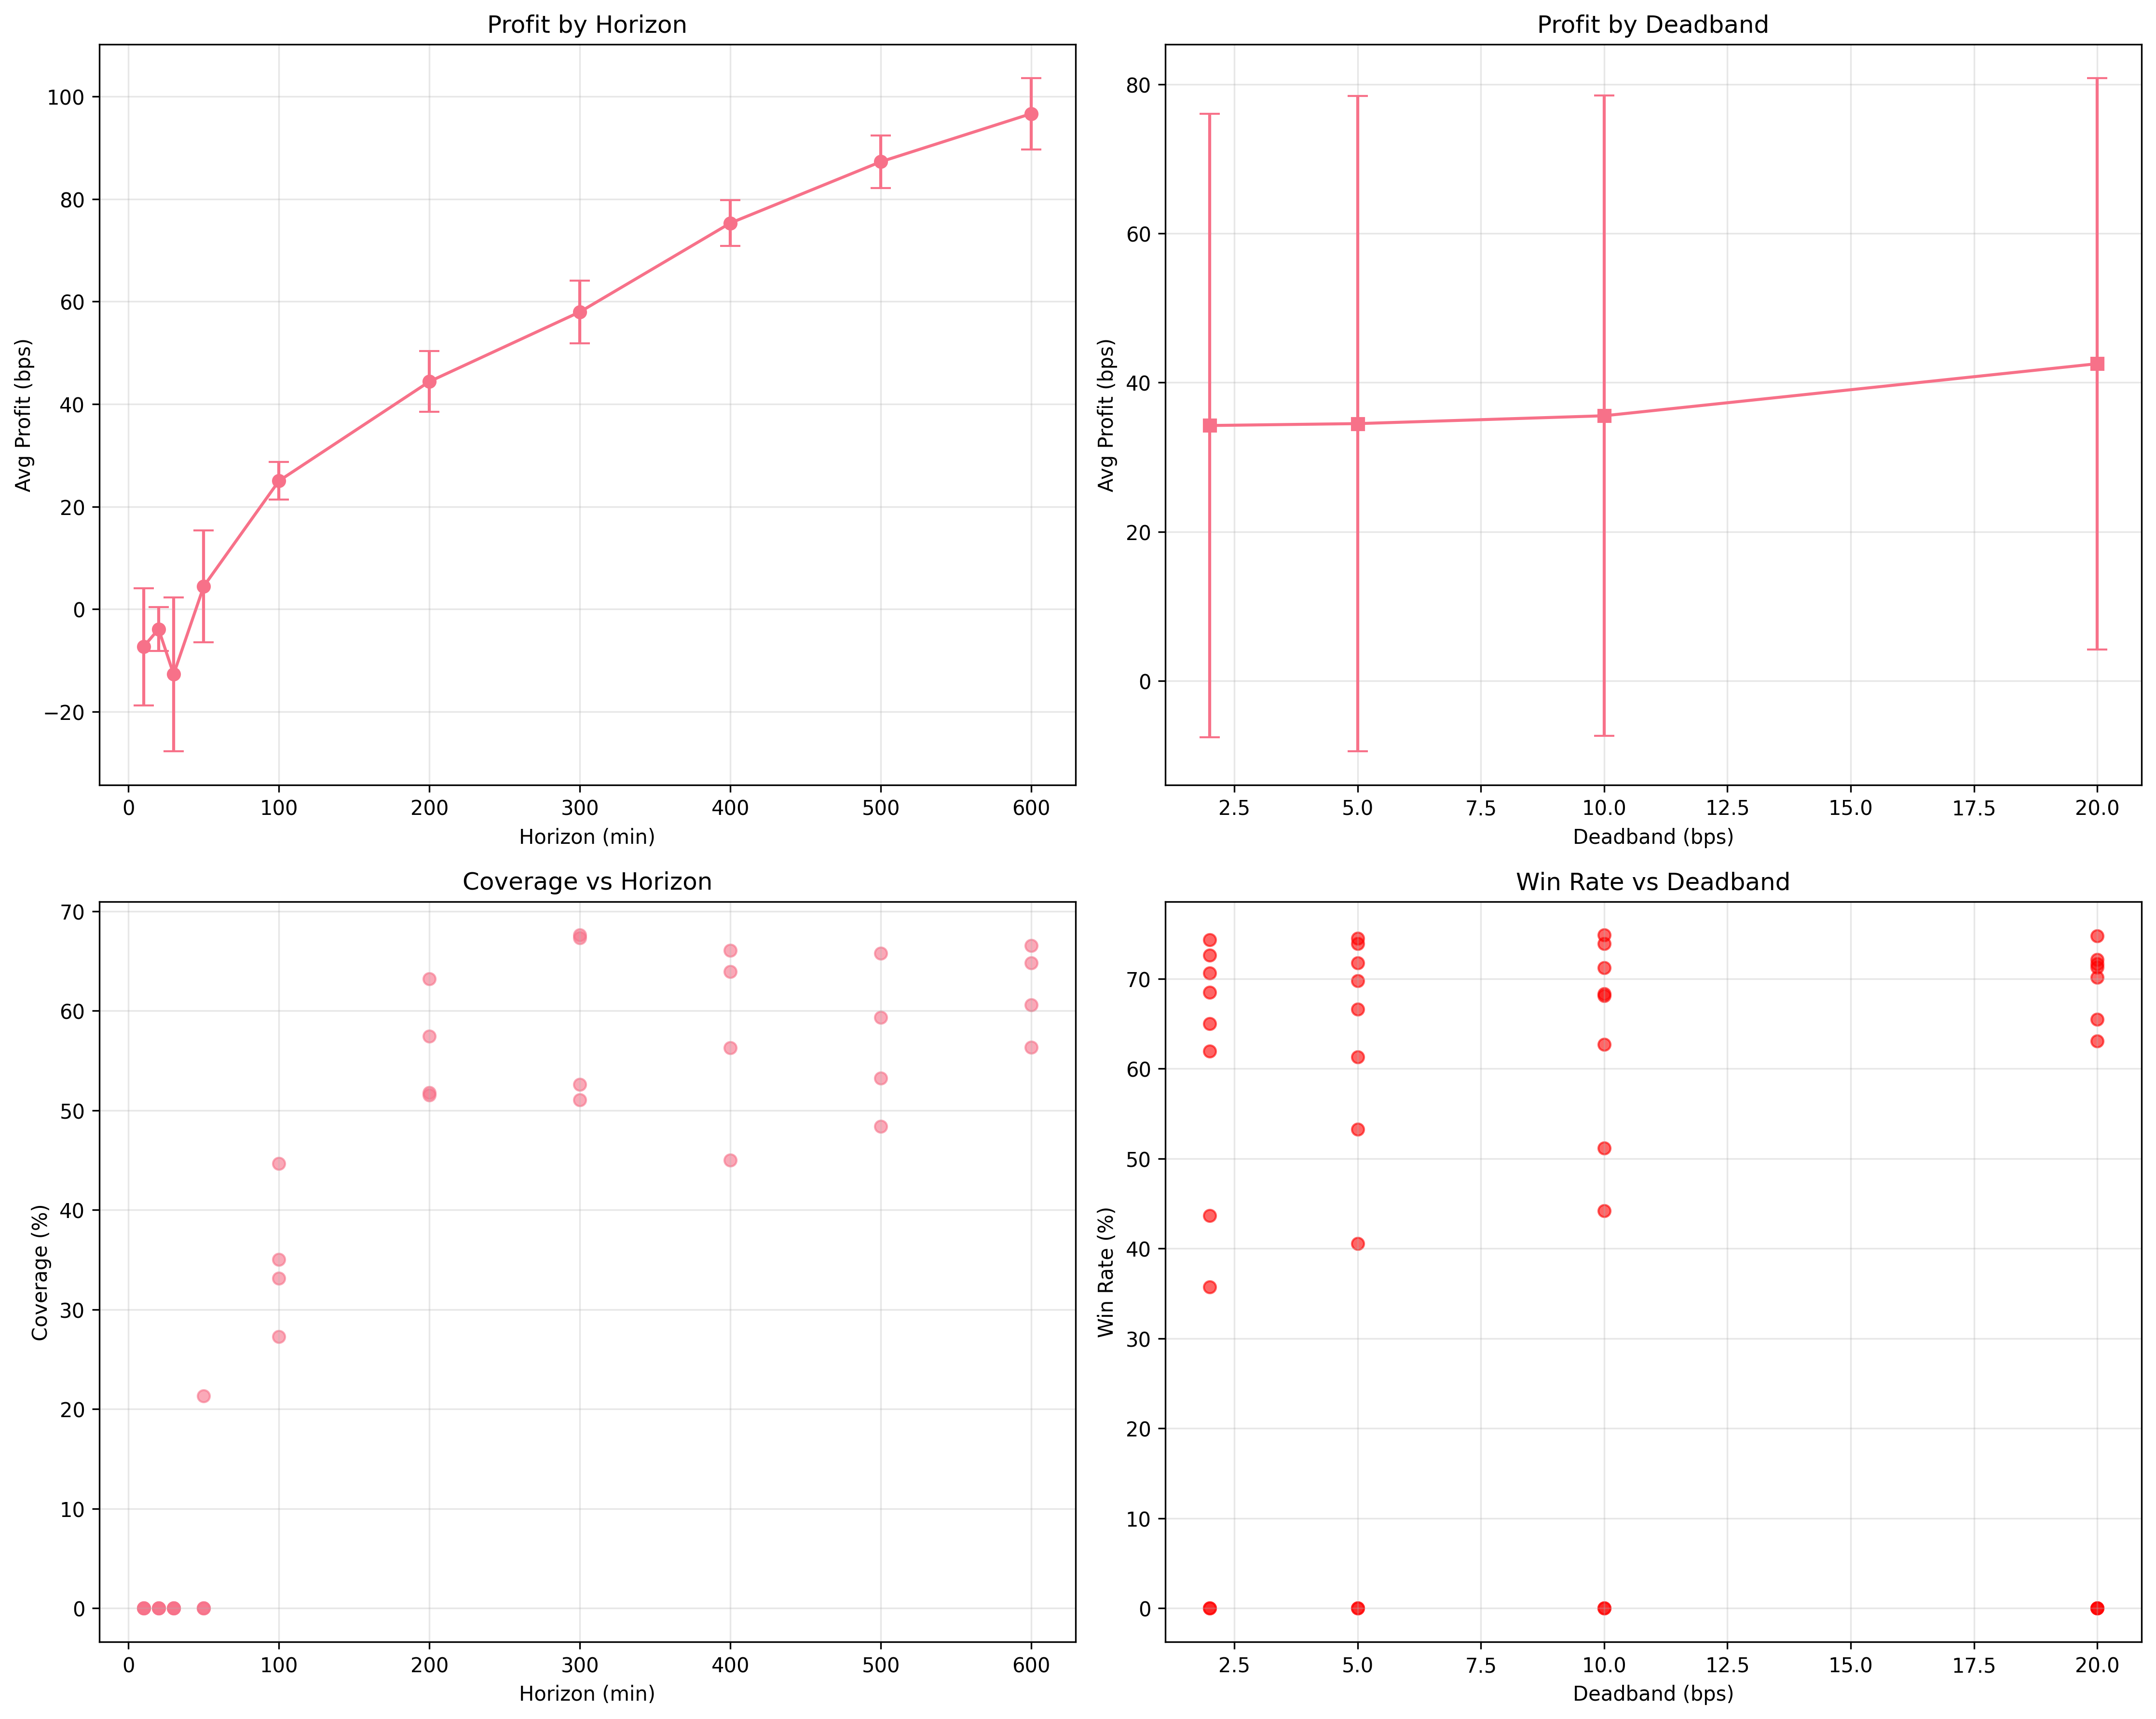 Profit by Horizon
Avg Profit (bps)
100
80
60
40
20
0
−20
0 100 200 300 400 500 600
Horizon (min)
Profit by Deadband
Avg Profit (bps)
80
60
40
20
0
2.5 5.0 7.5 10.0 12.5 15.0 17.5 20.0
Deadband (bps)
Coverage vs Horizon
Coverage (%)
70
60
50
40
30
20
10
0
0 100 200 300 400 500 600
Horizon (min)
Win Rate vs Deadband
Win Rate (%)
70
60
50
40
30
20
10
0
2.5 5.0 7.5 10.0 12.5 15.0 17.5 20.0
Deadband (bps)